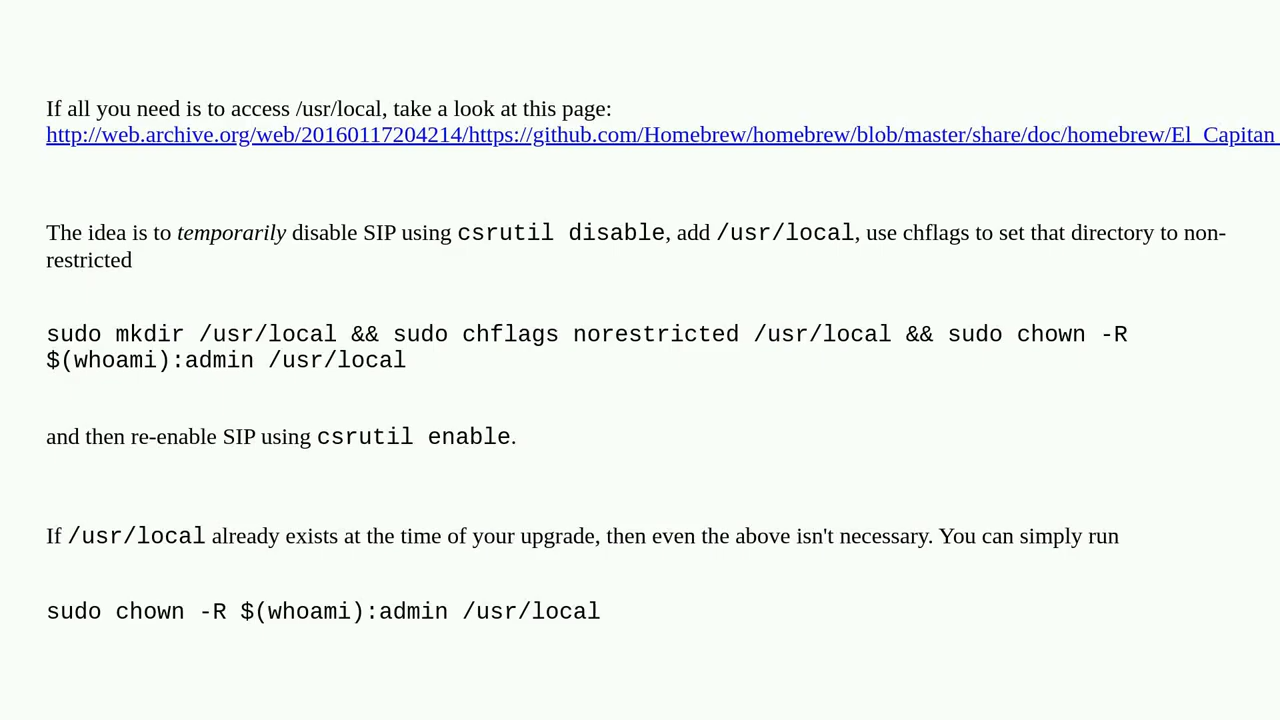 If all you need is to access /usr/local, take a look at this page:
http://web.archive.org/web/20160117204214/https://github.com/Homebrew/homebrew/blob/master/share/doc/homebrew/El_Capitan_
The idea is to temporarily disable SIP using csrutil disable, add /usr/local, use chflags to set that directory to non-
restricted
sudo mkdir /usr/local && sudo chflags norestricted /usr/local && sudo chown -R
$(whoami):admin /usr/local
and then re-enable SIP using csrutil enable.
If /usr/local already exists at the time of your upgrade, then even the above isn't necessary. You can simply run
sudo chown -R $(whoami):admin /usr/local